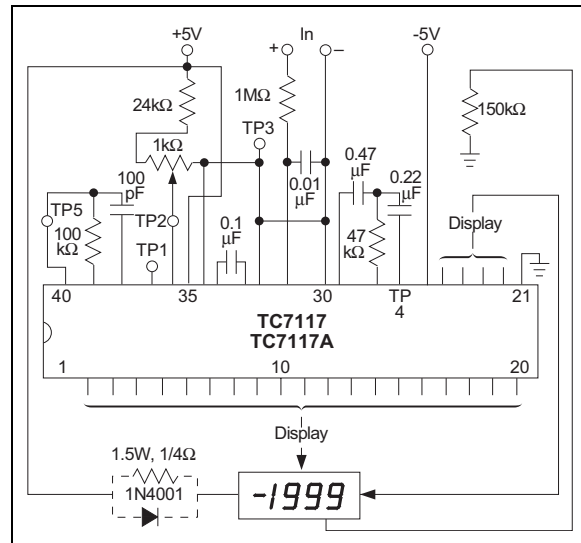 +5V
In
-5V
+
–
24kΩ
1MΩ
150kΩ
TP3
1kΩ
0.47
µF
0.22
µF
100
pF
0.01
µF
TP5
TP2
0.1
µF
Display
100
kΩ
47
kΩ
TP1
TP
4
40
35
30
21
TC7117
TC7117A
1
10
20
Display
1.5W, 1/4Ω
1N4001
-1999